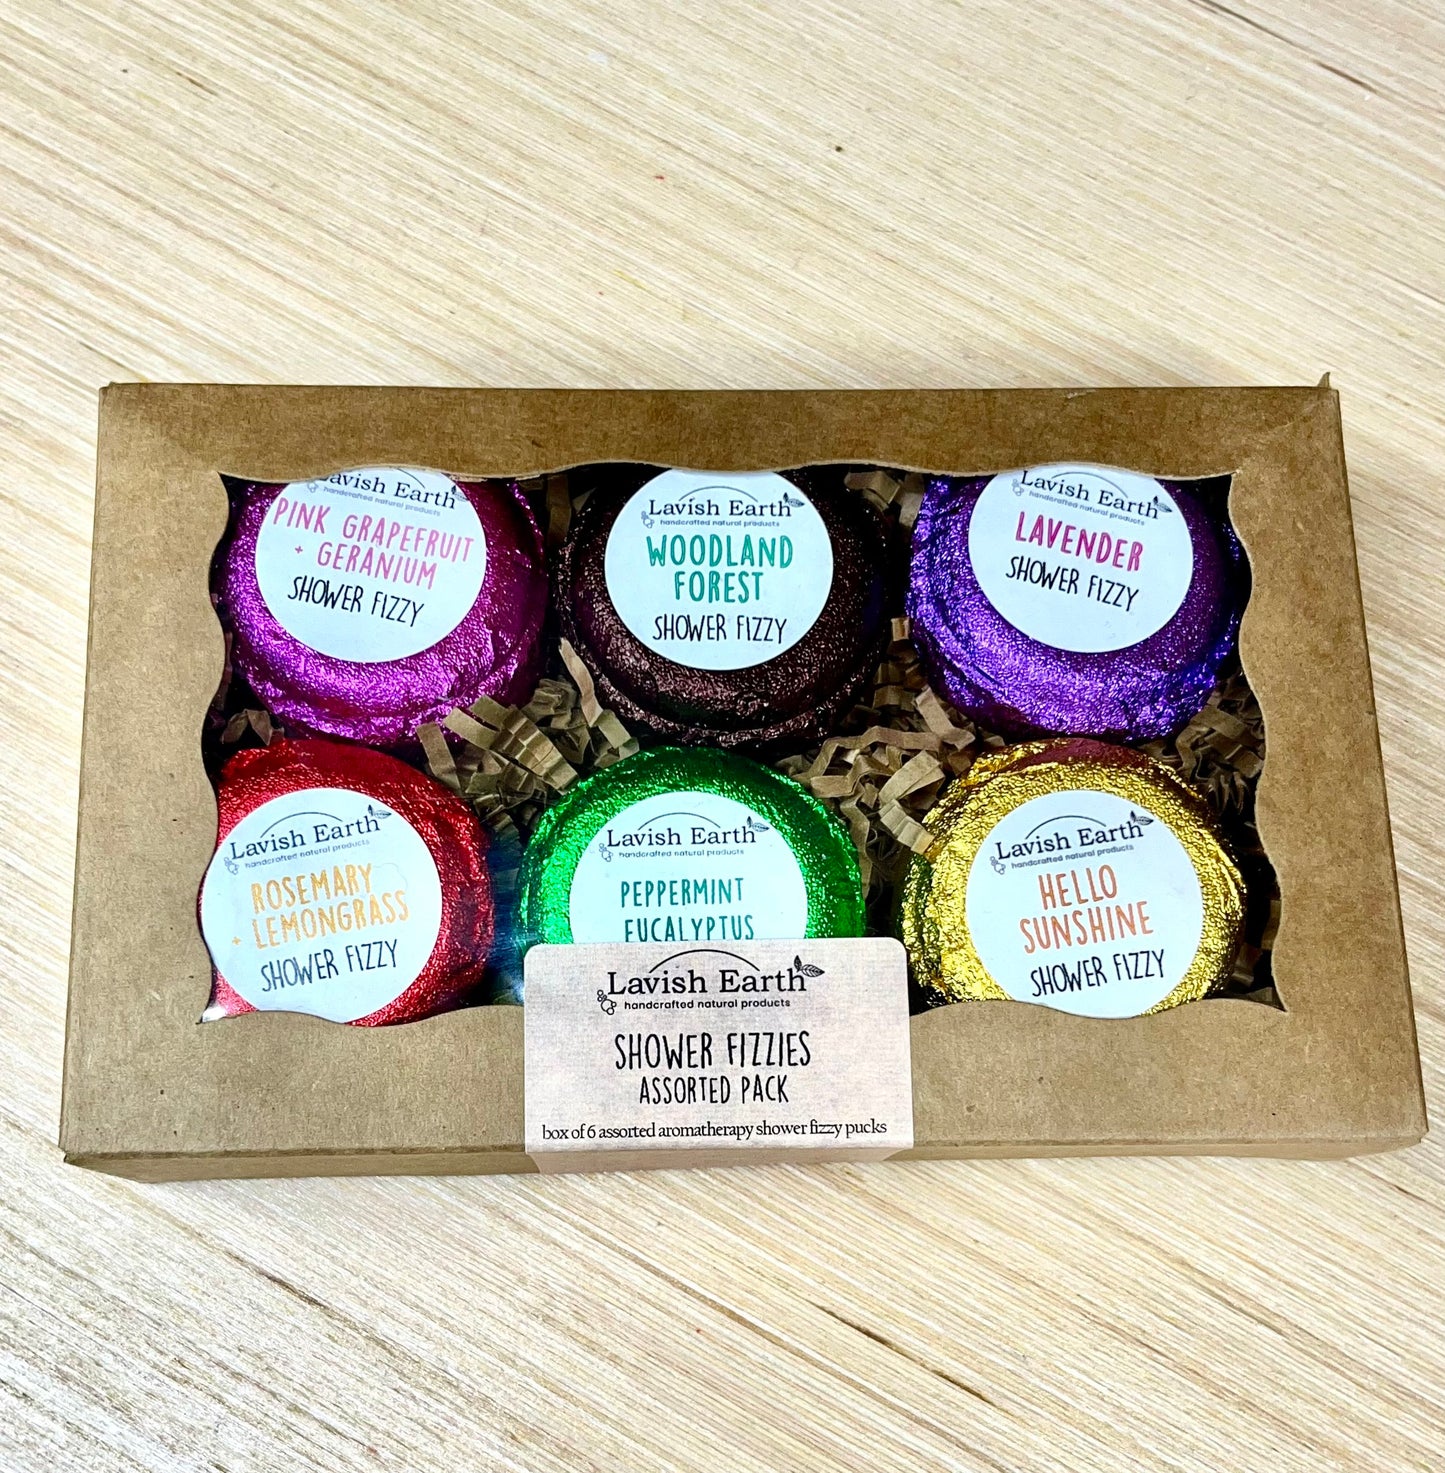 Lavish Earth
handcrafted natural products
PINK GRAPEFRUIT
+ GERANIUM
SHOWER FIZZY
Lavish Earth
handcrafted natural products
WOODLAND
FOREST
SHOWER FIZZY
Lavish Earth
handcrafted natural products
LAVENDER
SHOWER FIZZY
Lavish Earth
handcrafted natural products
ROSEMARY
+ LEMONGRASS
SHOWER FIZZY
Lavish Earth
handcrafted natural products
PEPPERMINT
EUCALYPTUS
Lavish Earth
handcrafted natural products
HELLO
SUNSHINE
SHOWER FIZZY
Lavish Earth
handcrafted natural products
SHOWER FIZZIES
ASSORTED PACK
box of 6 assorted aromatherapy shower fizzy pucks